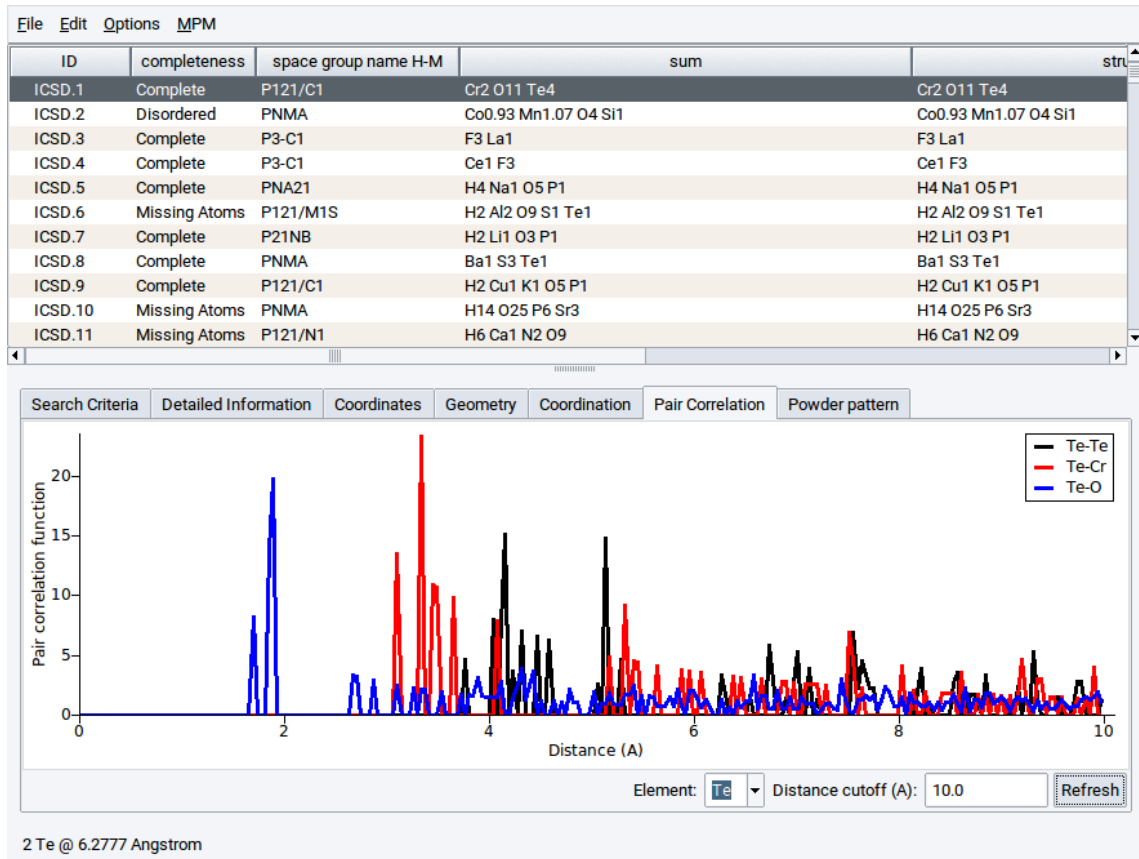 File Edit Options MPM
ID completeness space group name H-M sum stru
ICSD.1 Complete P121/C1 Cr2 O11 Te4 Cr2 O11 Te4
ICSD.2 Disordered PNMA Co0.93 Mn1.07 O4 Si1 Co0.93 Mn1.07 O4 Si1
ICSD.3 Complete P3-C1 F3 La1 F3 La1
ICSD.4 Complete P3-C1 Ce1 F3 Ce1 F3
ICSD.5 Complete PNA21 H4 Na1 O5 P1 H4 Na1 O5 P1
ICSD.6 Missing Atoms P121/M1S H2 Al2 O9 S1 Te1 H2 Al2 O9 S1 Te1
ICSD.7 Complete P21NB H2 Li1 O3 P1 H2 Li1 O3 P1
ICSD.8 Complete PNMA Ba1 S3 Te1 Ba1 S3 Te1
ICSD.9 Complete P121/C1 H2 Cu1 K1 O5 P1 H2 Cu1 K1 O5 P1
ICSD.10 Missing Atoms PNMA H14 O25 P6 Sr3 H14 O25 P6 Sr3
ICSD.11 Missing Atoms P121/N1 H6 Ca1 N2 O9 H6 Ca1 N2 O9
Search Criteria Detailed Information Coordinates Geometry Coordination Pair Correlation Powder pattern
Pair correlation function
20
15
10
5
0
Te-Te
Te-Cr
Te-O
0 2 4 6 8 10
Distance (A)
Element: Te Distance cutoff (A): 10.0 Refresh
2 Te @ 6.2777 Angstrom